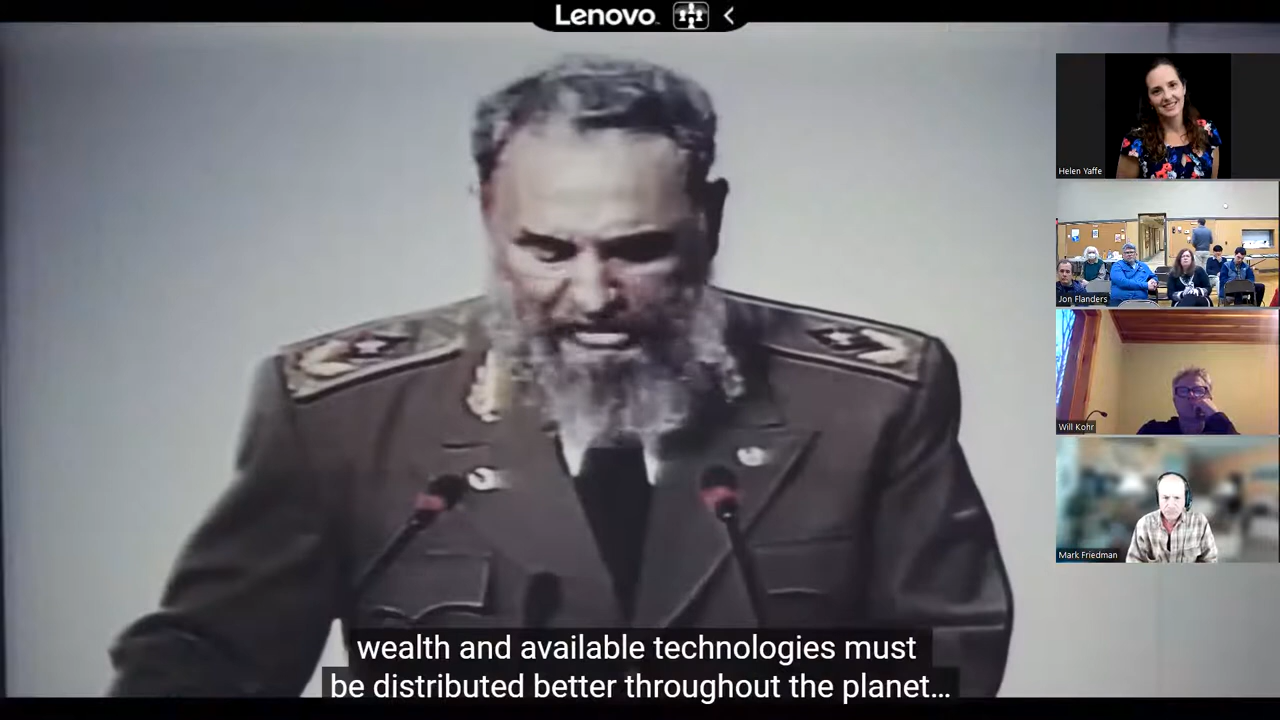 Lenovo
Helen Yaffe
Jon Flanders
Will Kohr
Mark Friedman
wealth and available technologies must
be distributed better throughout the planet...